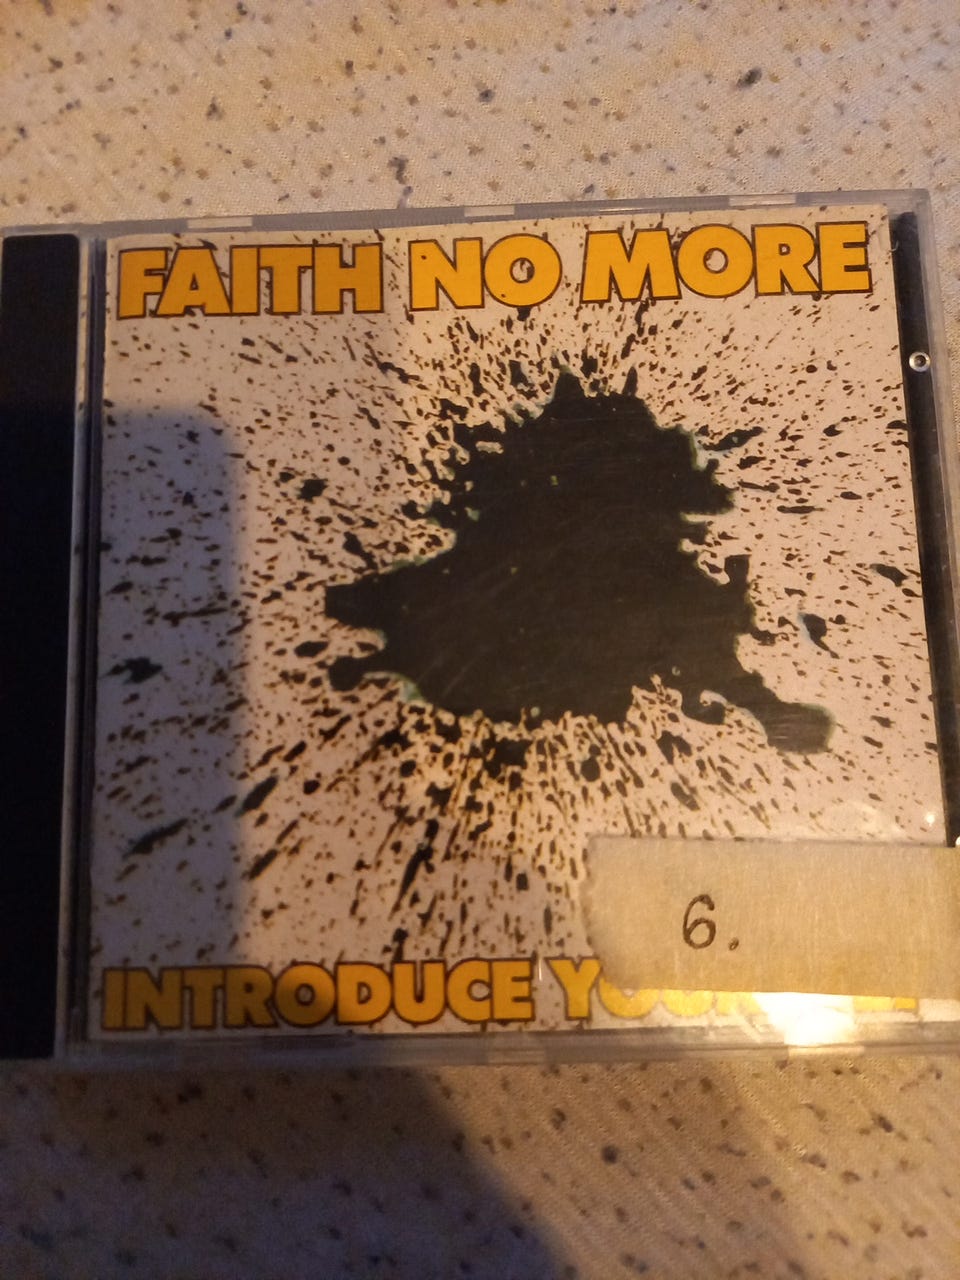 FAITH NO MORE
6.
INTRODUCE